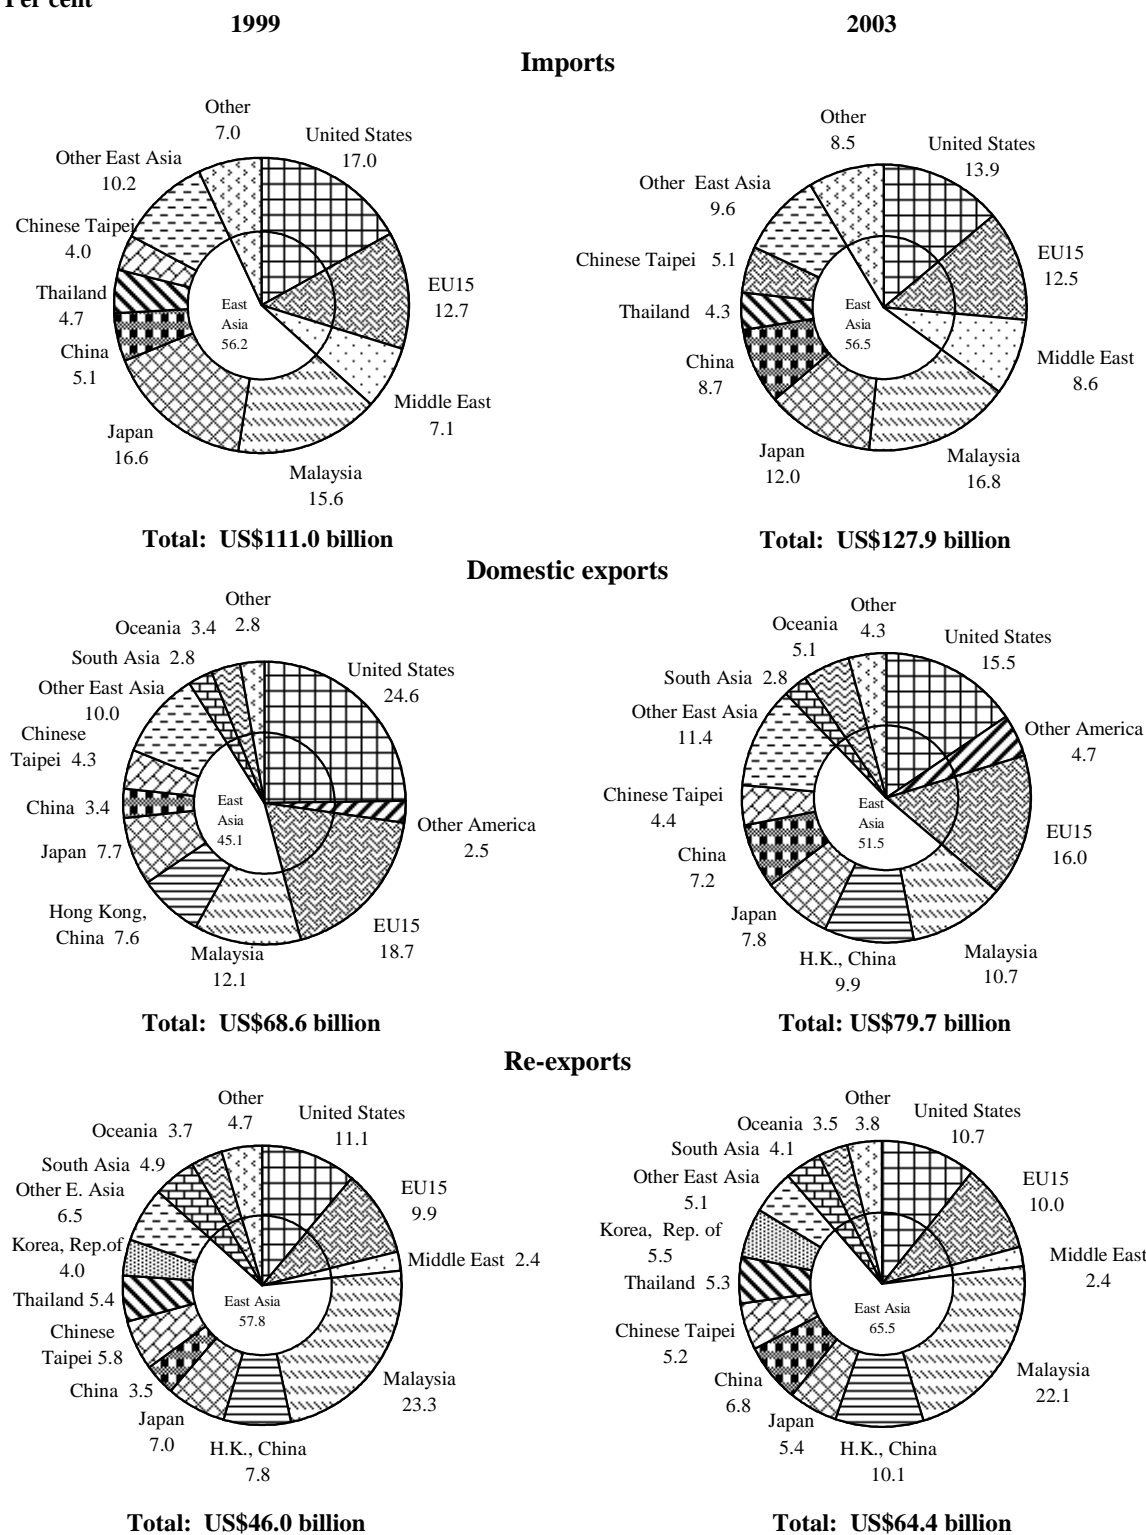 Per cent
1999
2003
Imports
Other
7.0
United States
17.0
EU15
12.7
Middle East
7.1
Malaysia
15.6
Japan
16.6
China
5.1
Thailand
4.7
Chinese Taipei
4.0
Other East Asia
10.2
East
Asia
56.2
Total: US$111.0 billion
Other
8.5
United States
13.9
EU15
12.5
Middle East
8.6
Malaysia
16.8
Japan
12.0
China
8.7
Thailand 4.3
Chinese Taipei 5.1
Other East Asia
9.6
East
Asia
56.5
Total: US$127.9 billion
Domestic exports
Other
2.8
United States
24.6
Other America
2.5
EU15
18.7
Malaysia
12.1
Hong Kong,
China 7.6
Japan 7.7
China 3.4
Chinese
Taipei 4.3
Other East Asia
10.0
South Asia 2.8
Oceania 3.4
East
Asia
45.1
Total: US$68.6 billion
Other
4.3
United States
15.5
Other America
4.7
EU15
16.0
Malaysia
10.7
H.K., China
9.9
Japan
7.8
China
7.2
Chinese Taipei
4.4
Other East Asia
11.4
South Asia 2.8
Oceania
5.1
East
Asia
51.5
Total: US$79.7 billion
Re-exports
Other
4.7
United States
11.1
EU15
9.9
Middle East 2.4
Malaysia
23.3
H.K., China
7.8
Japan
7.0
China 3.5
Chinese
Taipei 5.8
Thailand 5.4
Korea, Rep.of
4.0
Other E. Asia
6.5
South Asia 4.9
Oceania 3.7
East Asia
57.8
Total: US$46.0 billion
Other
3.8
United States
10.7
EU15
10.0
Middle East
2.4
Malaysia
22.1
H.K., China
10.1
Japan
5.4
China
6.8
Chinese Taipei
5.2
Thailand 5.3
Korea, Rep. of
5.5
Other East Asia
5.1
South Asia 4.1
Oceania 3.5
East Asia
65.5
Total: US$64.4 billion